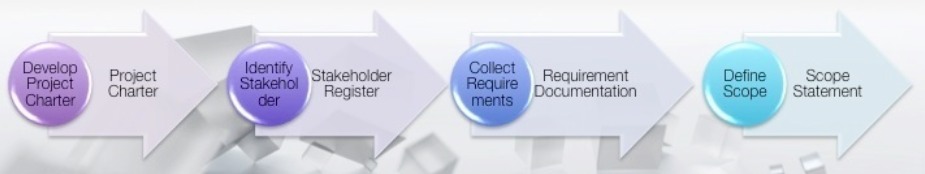 Develop
Project
Charter
Project
Charter
Identify
Stakehol
der
Stakeholder
Register
Collect
Require
ments
Requirement
Documentation
Define
Scope
Scope
Statement